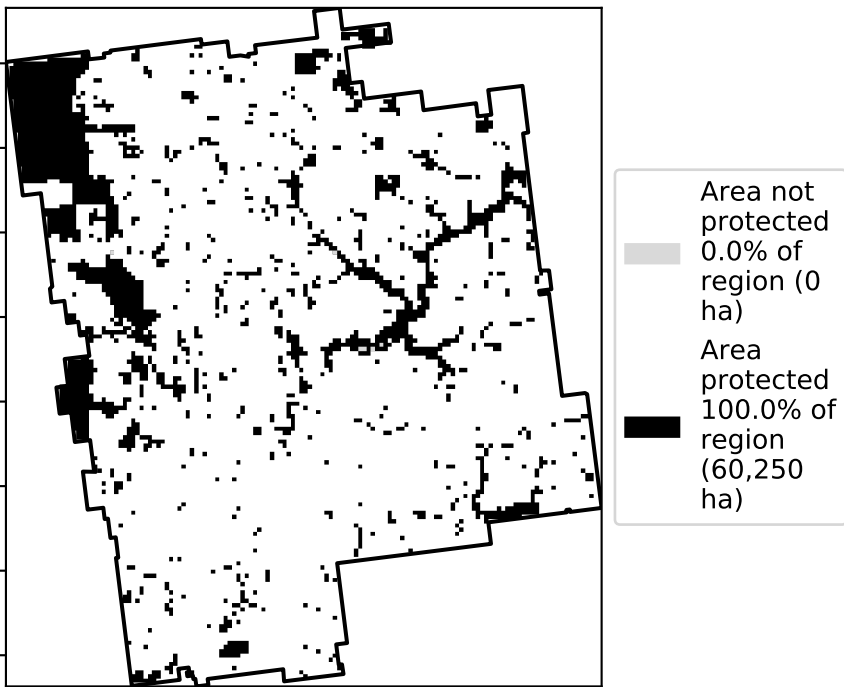 Area not
protected
0.0% of
region (0
ha)
Area
protected
100.0% of
region
(60,250
ha)